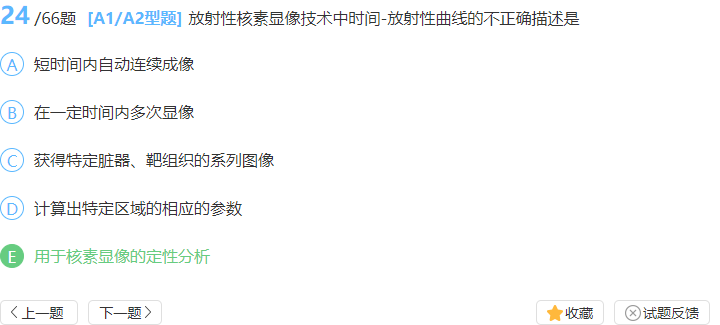 24/66题 [A1/A2型题] 放射性核素显像技术中时间-放射性曲线的不正确描述是
A 短时间内自动连续成像
B 在一定时间内多次显像
C 获得特定脏器、靶组织的系列图像
D 计算出特定区域的相应的参数
E 用于核素显像的定性分析
上一题 下一题 收藏 试题反馈